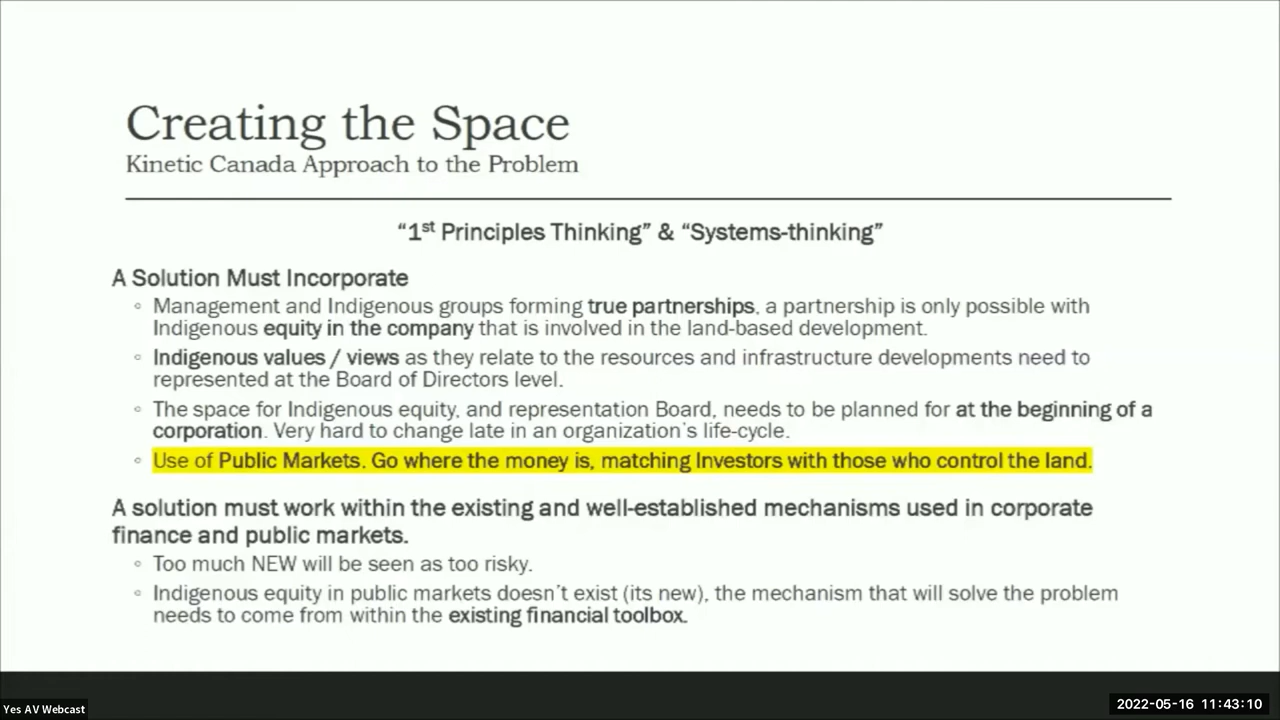 Creating the Space
Kinetic Canada Approach to the Problem
“1st Principles Thinking” & “Systems-thinking”
A Solution Must Incorporate
◦ Management and Indigenous groups forming true partnerships, a partnership is only possible with
Indigenous equity in the company that is involved in the land-based development.
◦ Indigenous values / views as they relate to the resources and infrastructure developments need to
represented at the Board of Directors level.
◦ The space for Indigenous equity, and representation Board, needs to be planned for at the beginning of a
corporation. Very hard to change late in an organization`s life-cycle.
◦ Use of Public Markets. Go where the money is, matching Investors with those who control the land.
A solution must work within the existing and well-established mechanisms used in corporate
finance and public markets.
◦ Too much NEW will be seen as too risky.
◦ Indigenous equity in public markets doesn’t exist (its new), the mechanism that will solve the problem
needs to come from within the existing financial toolbox.
Yes AV Webcast
2022-05-16 11:43:10